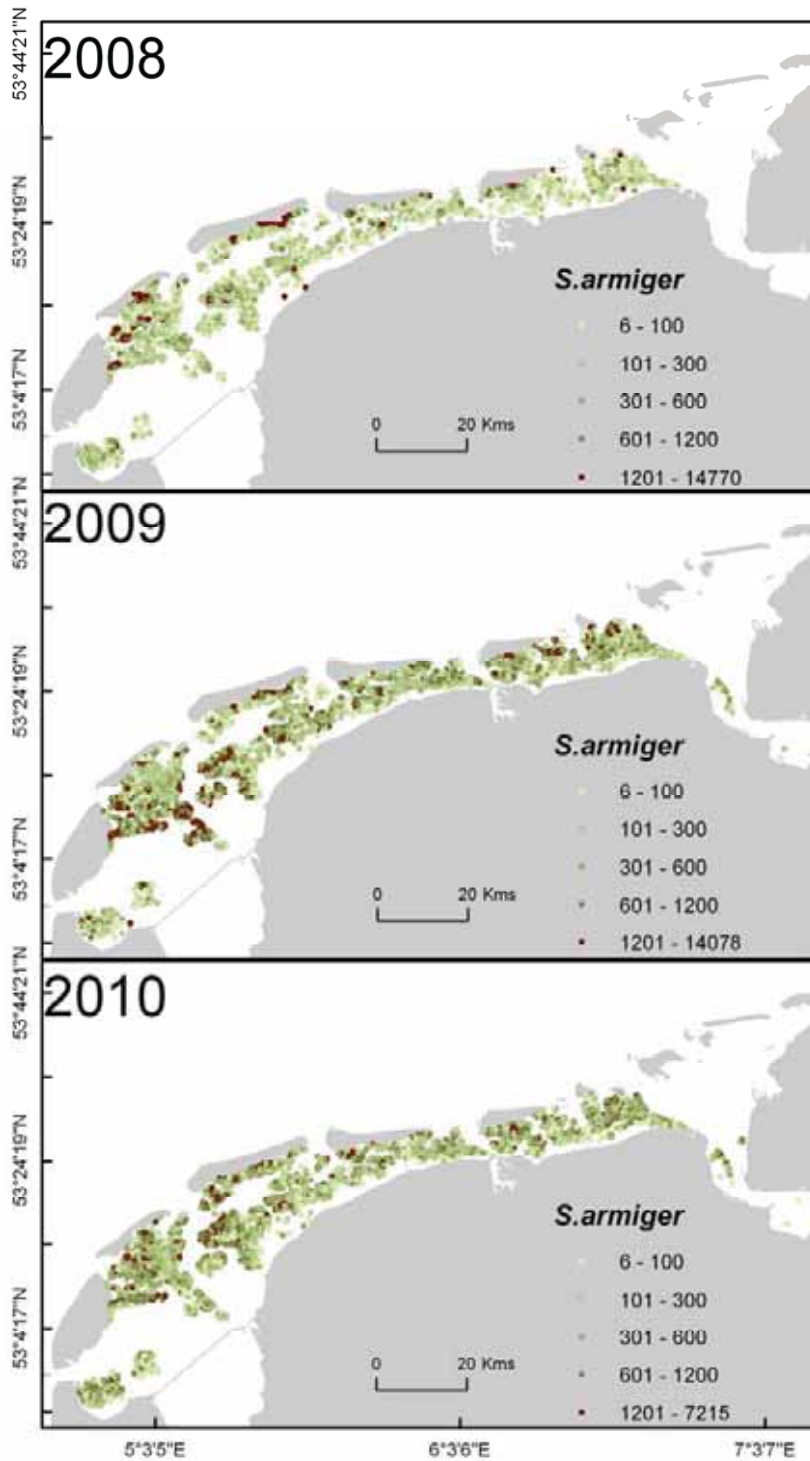 2008
53°44'21"N
53°24'19"N
53°4'17"N
S.armiger
6 - 100
101 - 300
301 - 600
601 - 1200
1201 - 14770
0 20 Kms
2009
53°44'21"N
53°24'19"N
53°4'17"N
S.armiger
6 - 100
101 - 300
301 - 600
601 - 1200
1201 - 14078
0 20 Kms
2010
53°44'21"N
53°24'19"N
53°4'17"N
S.armiger
6 - 100
101 - 300
301 - 600
601 - 1200
1201 - 7215
0 20 Kms
5°3'5"E 6°3'6"E 7°3'7"E